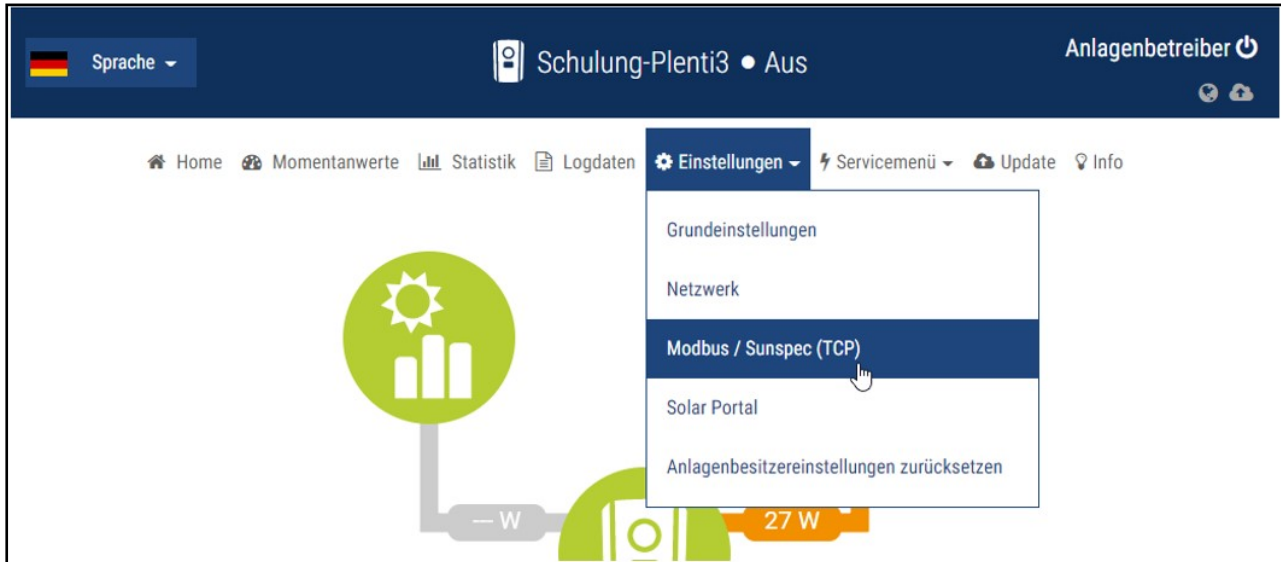 Sprache
Schulung-Plenti3 ● Aus
Anlagenbetreiber
Home Momentanwerte Statistik Logdaten Einstellungen Servicemenü Update Info
Grundeinstellungen
Netzwerk
Modbus / Sunspec (TCP)
Solar Portal
Anlagenbesitzereinstellungen zurücksetzen
— W
27 W